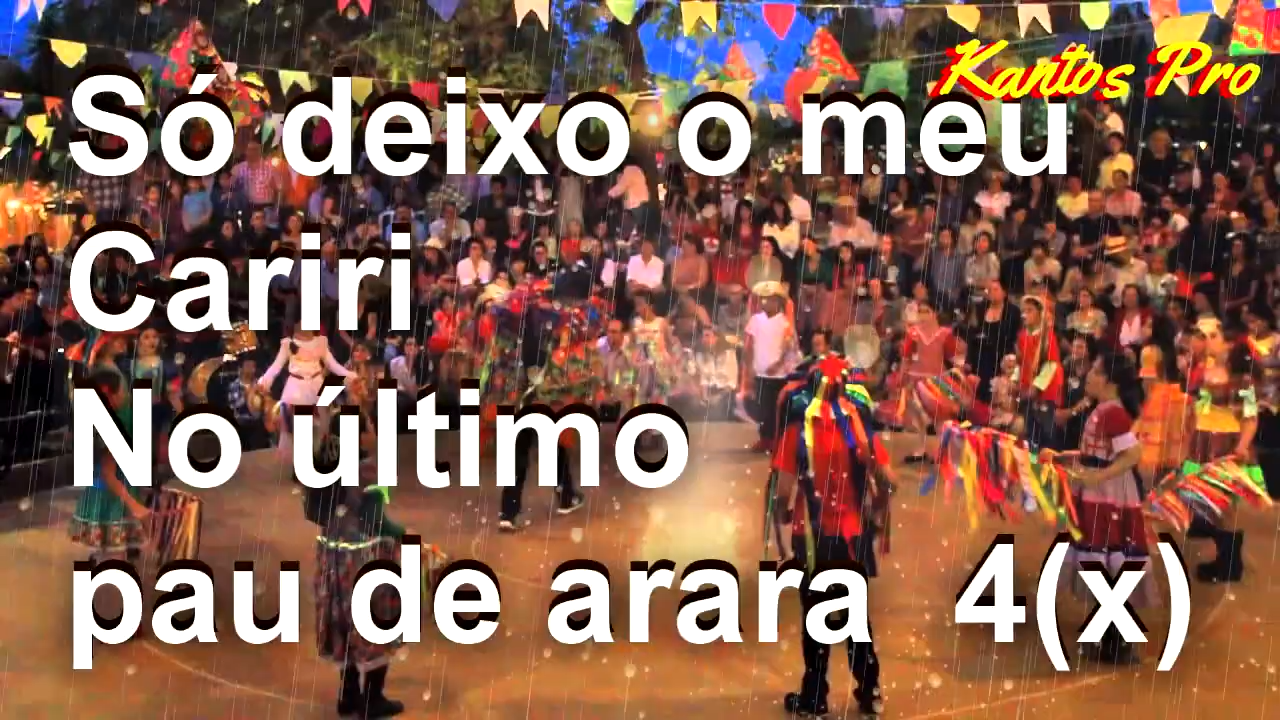 Kantos Pro
Só deixo o meu
Cariri
No último
pau de arara 4(x)